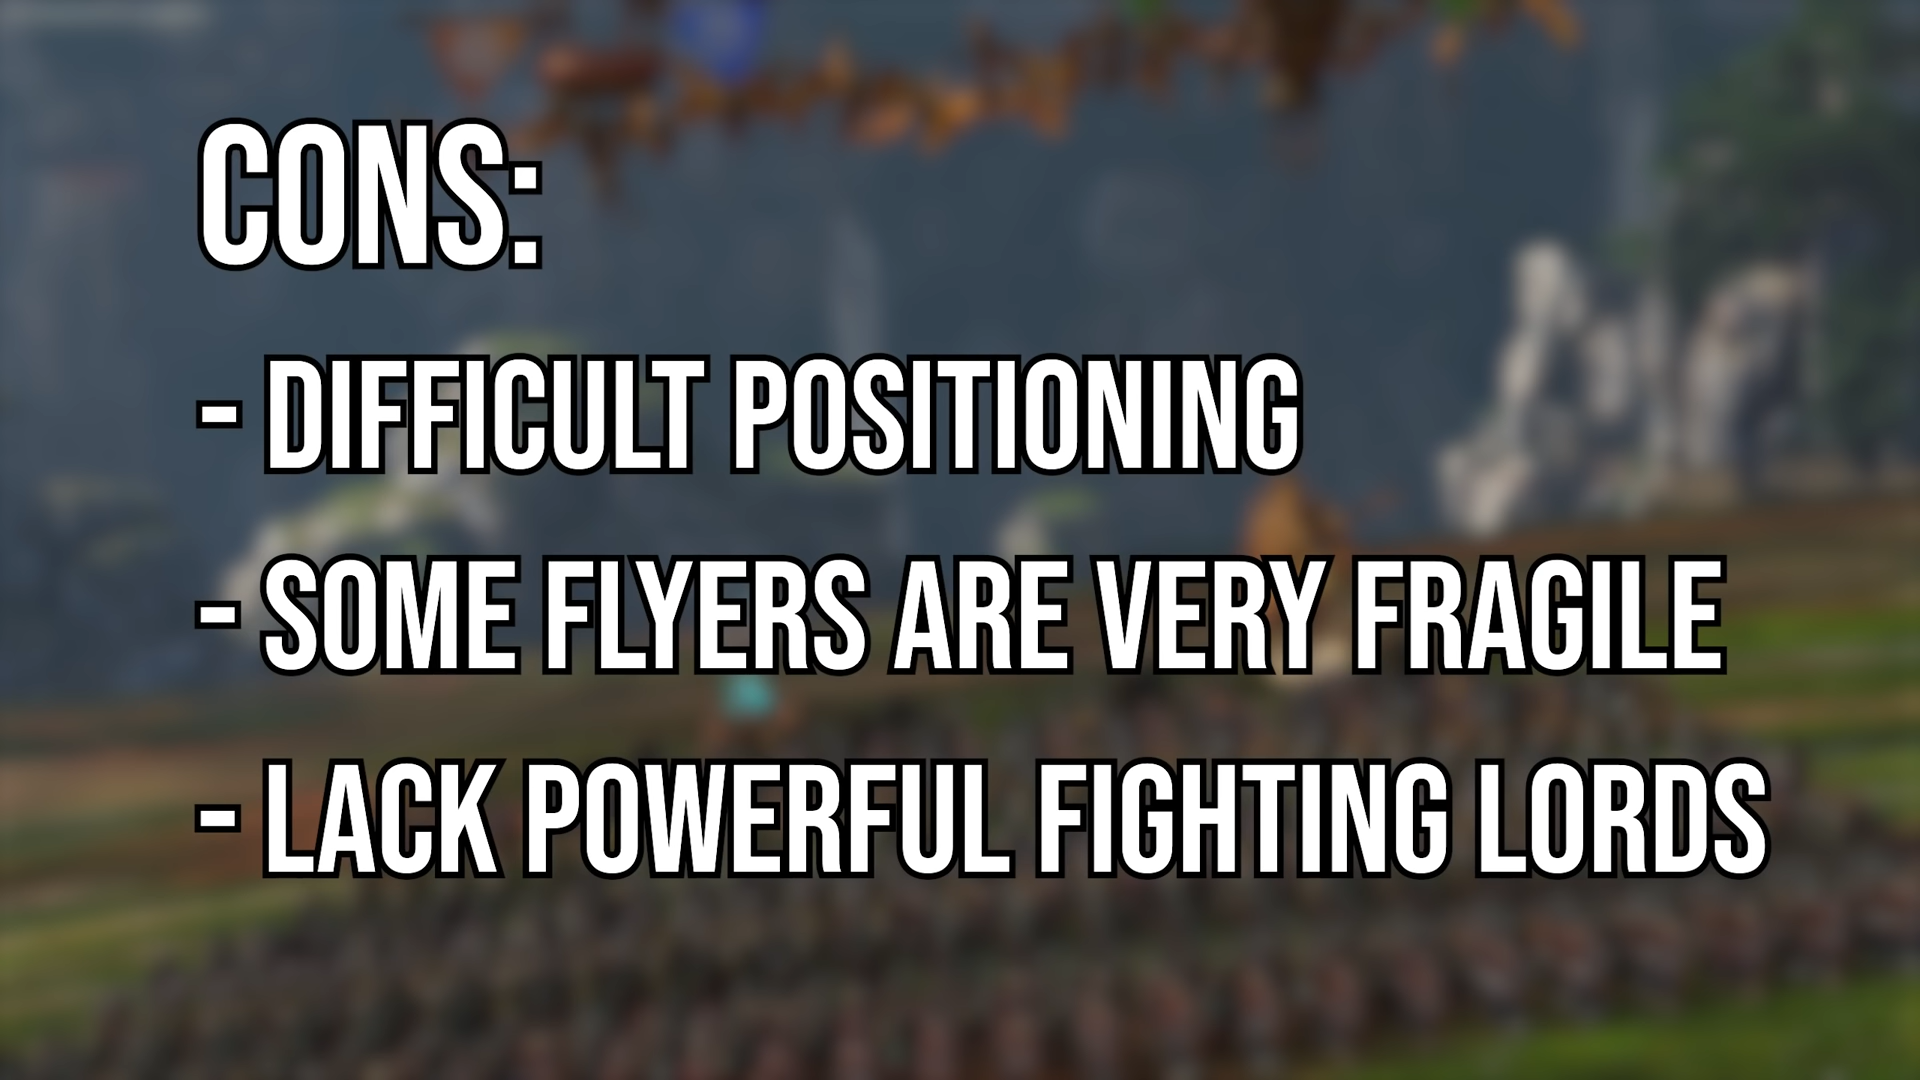 CONS:
- DIFFICULT POSITIONING
- SOME FLYERS ARE VERY FRAGILE
- LACK POWERFUL FIGHTING LORDS